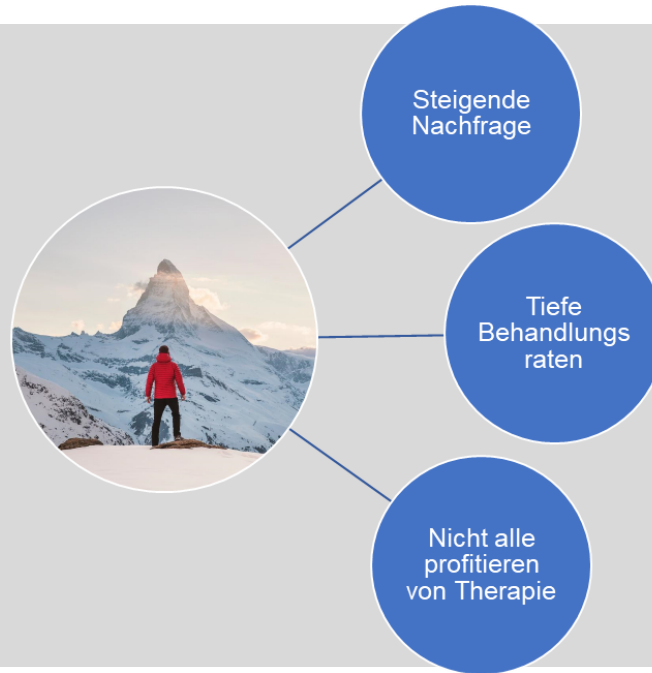 Steigende
Nachfrage
Tiefe
Behandlungs
raten
Nicht alle
profitieren
von Therapie